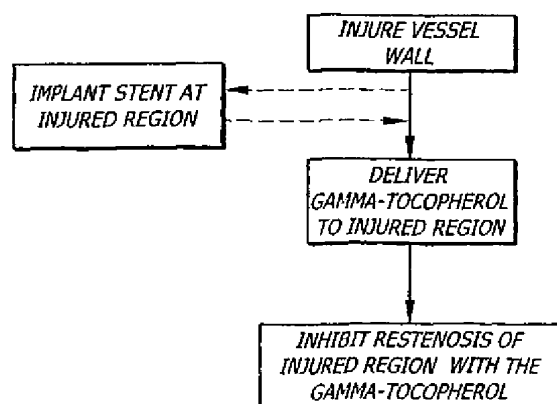 INJURE VESSEL
WALL
IMPLANT STENT AT
INJURED REGION
DELIVER
GAMMA-TOCOPHEROL
TO INJURED REGION
INHIBIT RESTENOSIS OF
INJURED REGION WITH THE
GAMMA-TOCOPHEROL